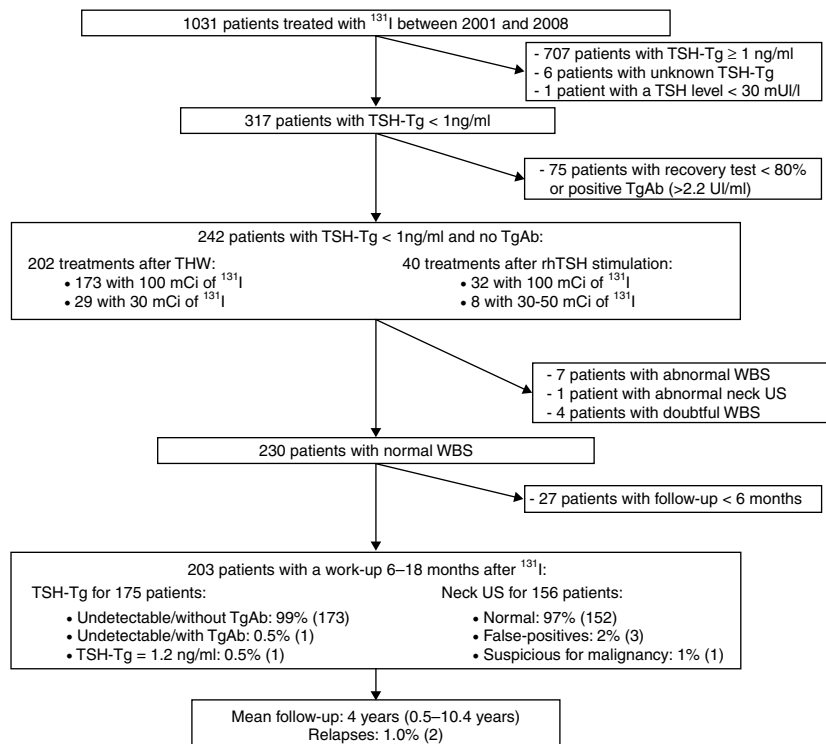 1031 patients treated with ¹³¹I between 2001 and 2008
- 707 patients with TSH-Tg ≥ 1 ng/ml
- 6 patients with unknown TSH-Tg
- 1 patient with a TSH level < 30 mUI/l
317 patients with TSH-Tg < 1ng/ml
- 75 patients with recovery test < 80%
or positive TgAb (>2.2 UI/ml)
242 patients with TSH-Tg < 1ng/ml and no TgAb:
202 treatments after THW:
• 173 with 100 mCi of ¹³¹I
• 29 with 30 mCi of ¹³¹I
40 treatments after rhTSH stimulation:
• 32 with 100 mCi of ¹³¹I
• 8 with 30-50 mCi of ¹³¹I
- 7 patients with abnormal WBS
- 1 patient with abnormal neck US
- 4 patients with doubtful WBS
230 patients with normal WBS
- 27 patients with follow-up < 6 months
203 patients with a work-up 6–18 months after ¹³¹I:
TSH-Tg for 175 patients:
• Undetectable/without TgAb: 99% (173)
• Undetectable/with TgAb: 0.5% (1)
• TSH-Tg = 1.2 ng/ml: 0.5% (1)
Neck US for 156 patients:
• Normal: 97% (152)
• False-positives: 2% (3)
• Suspicious for malignancy: 1% (1)
Mean follow-up: 4 years (0.5–10.4 years)
Relapses: 1.0% (2)